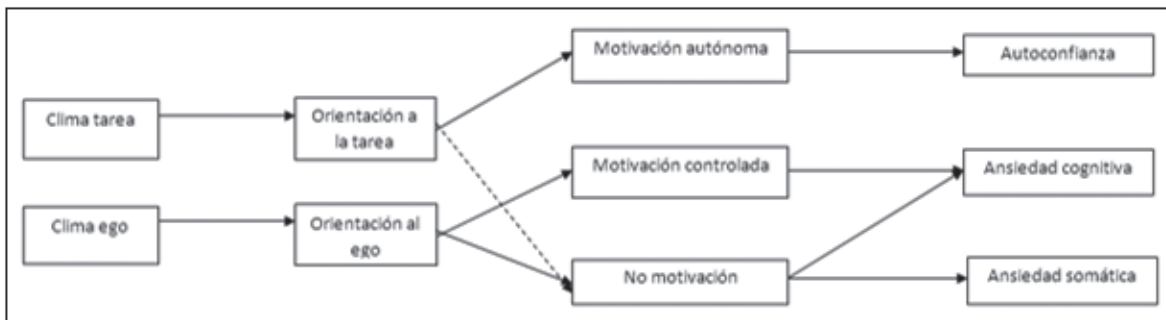 Clima tarea
Orientación a
la tarea
Motivación autónoma
Autoconfianza
Clima ego
Orientación al
ego
Motivación controlada
Ansiedad cognitiva
No motivación
Ansiedad somática